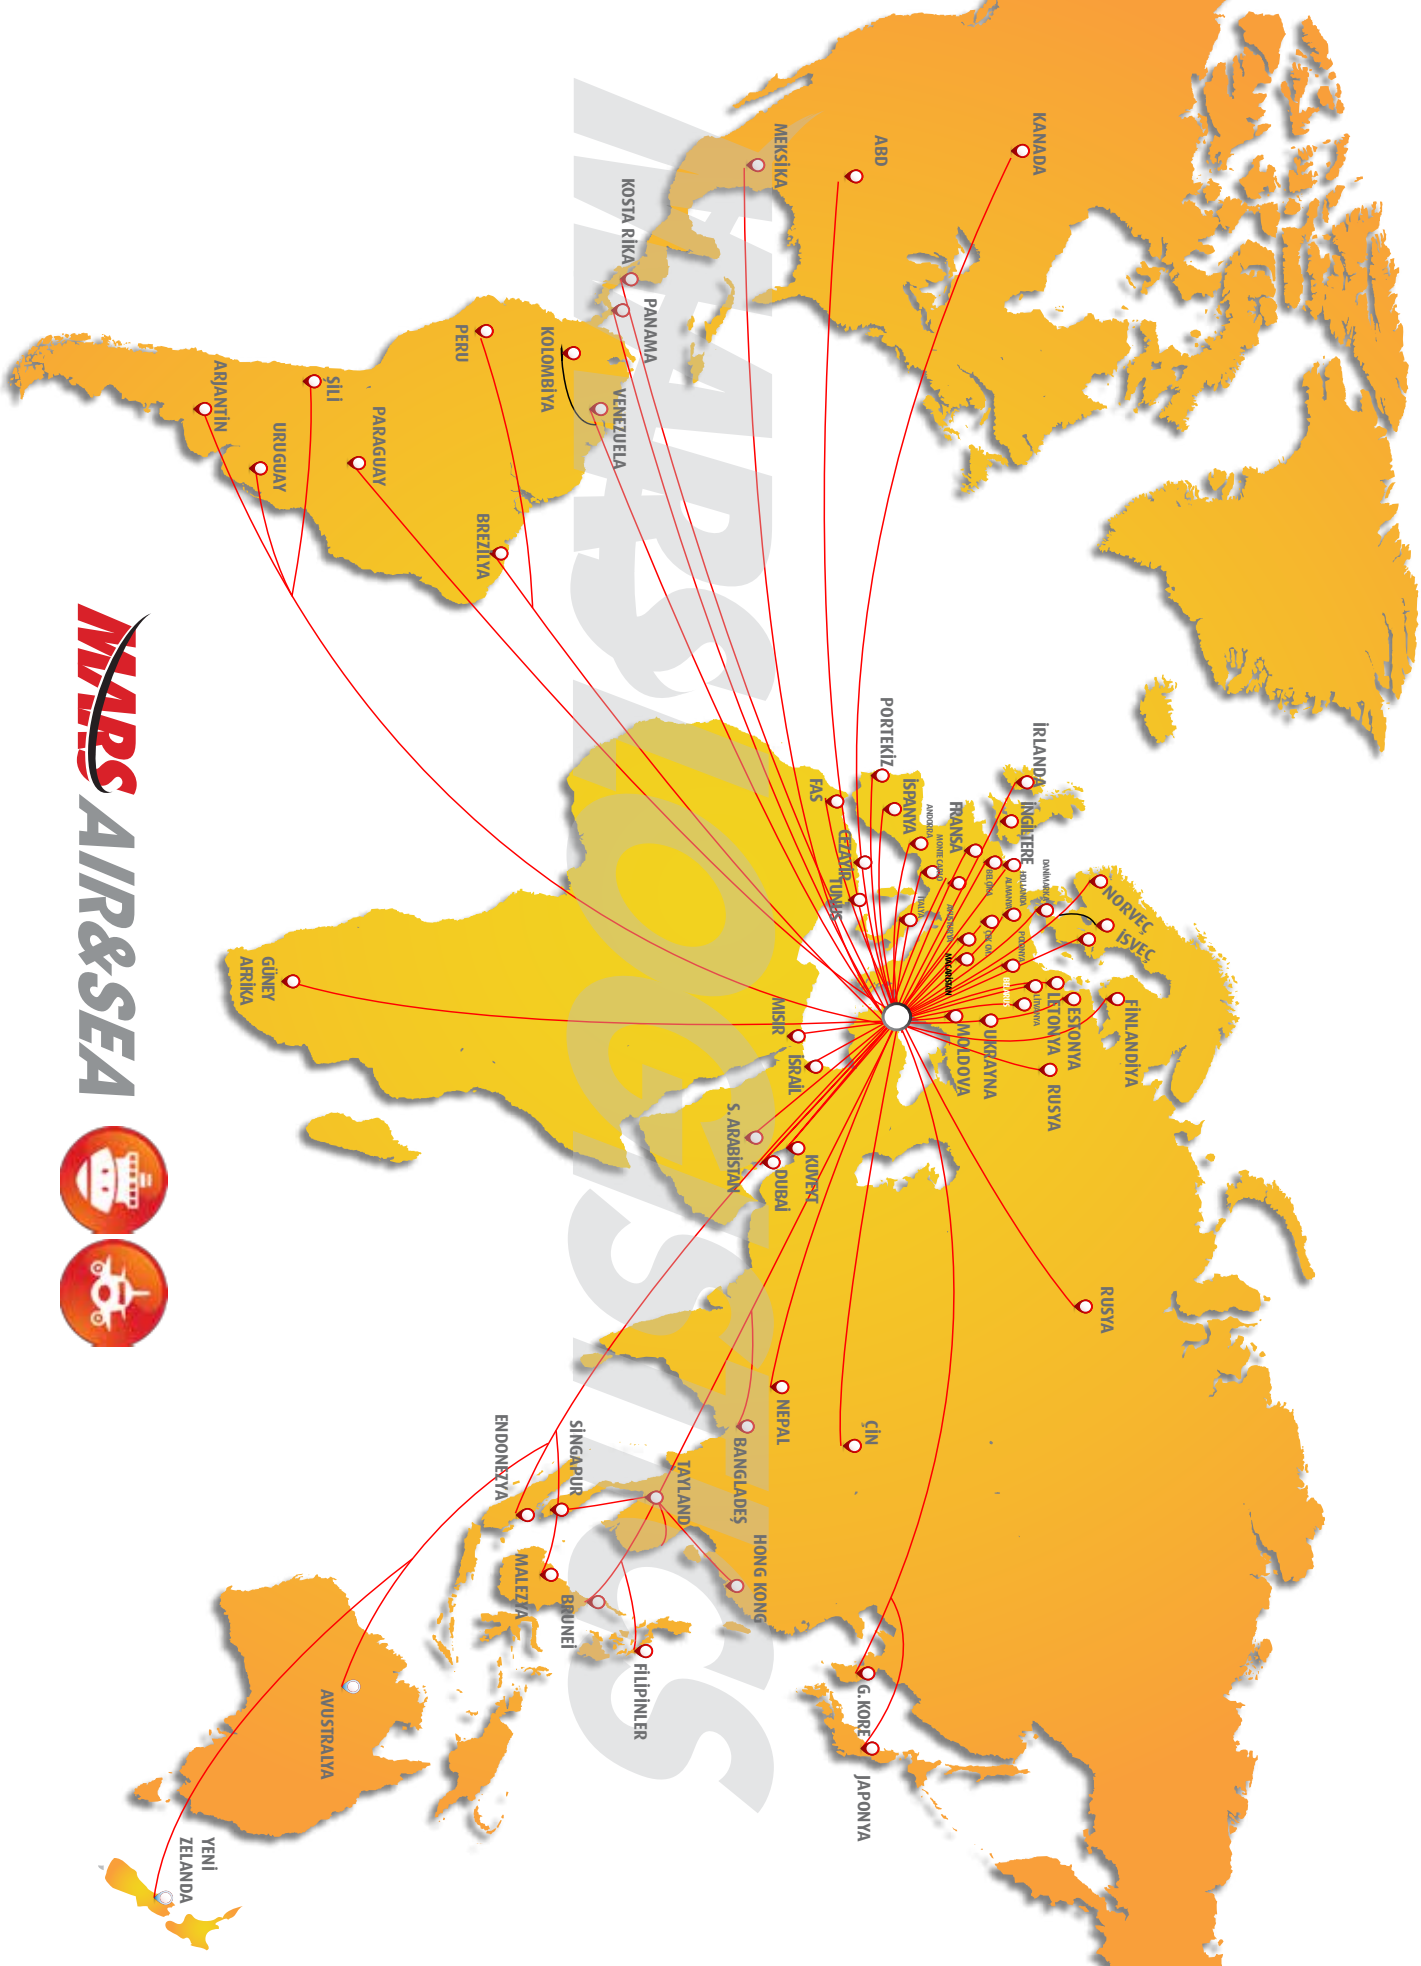 KANADA
ABD
MEKSİKA
KOSTA RİKA
PANAMA
KOLOMBİYA
VENEZUELA
PERU
BREZİLYA
PARAGUAY
ŞİLİ
URUGUAY
ARJANTİN
İRLANDA
İNGİLTERE
PORTEKİZ
İSPANYA
ANDORRA
MONTE CARLO
FRANSA
BELÇİKA
HOLLANDA
ALMANYA
DANİMARKA
NORVEÇ
İSVEÇ
FİNLANDİYA
ESTONYA
LETONYA
LİTVANYA
POLONYA
MACARİSTAN
İTALYA
UKRAYNA
MOLDOVA
RUSYA
RUSYA
FAS
CEZAYİR
TUNUS
MISIR
İSRAİL
S. ARABİSTAN
KUVEYT
DUBAİ
GÜNEY
AFRİKA
ÇİN
NEPAL
BANGLADEŞ
TAYLAND
HONG KONG
SİNGAPUR
ENDONEZYA
MALEZYA
BRUNEİ
FİLİPİNLER
G.KORE
JAPONYA
AVUSTRALYA
YENİ
ZELANDA
MARS LOGISTICS
MARS AIR&SEA